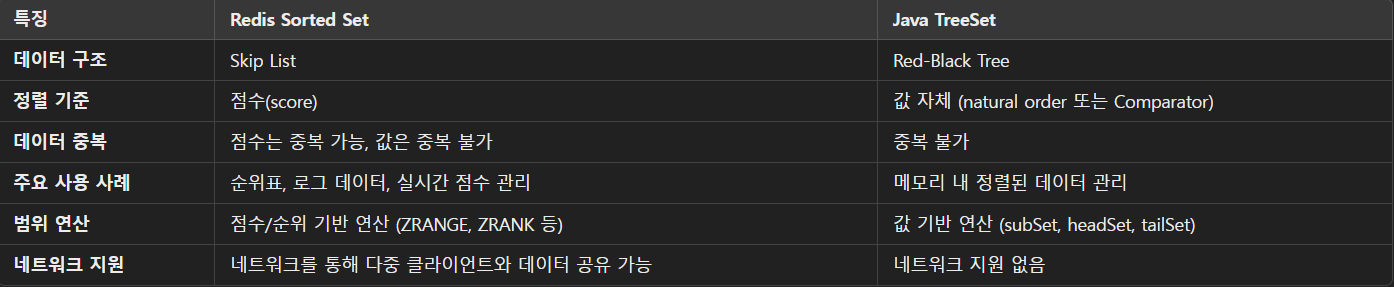 특징 Redis Sorted Set Java TreeSet
데이터 구조 Skip List Red-Black Tree
정렬 기준 점수(score) 값 자체 (natural order 또는 Comparator)
데이터 중복 점수는 중복 가능, 값은 중복 불가 중복 불가
주요 사용 사례 순위표, 로그 데이터, 실시간 점수 관리 메모리 내 정렬된 데이터 관리
범위 연산 점수/순위 기반 연산 (ZRANGE, ZRANK 등) 값 기반 연산 (subSet, headSet, tailSet)
네트워크 지원 네트워크를 통해 다중 클라이언트와 데이터 공유 가능 네트워크 지원 없음